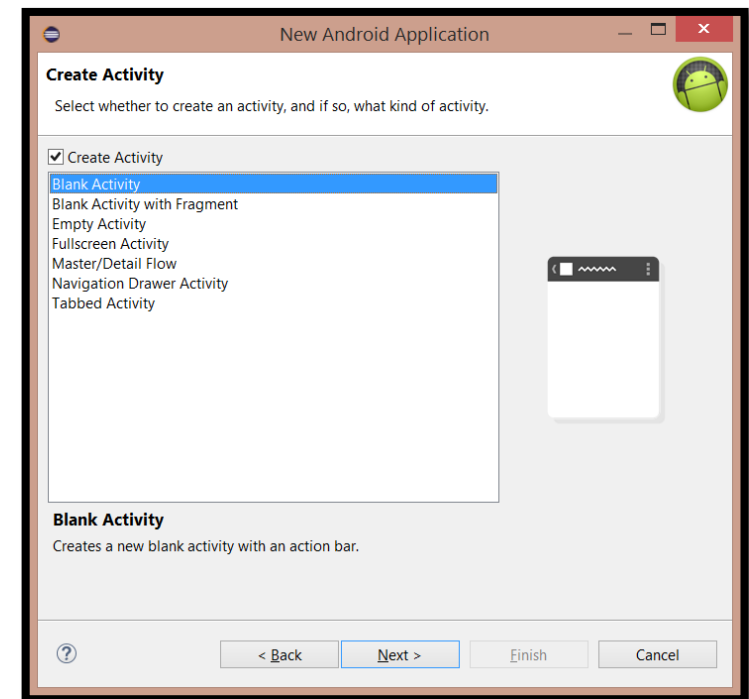 New Android Application
Create Activity
Select whether to create an activity, and if so, what kind of activity.
Create Activity
Blank Activity
Blank Activity with Fragment
Empty Activity
Fullscreen Activity
Master/Detail Flow
Navigation Drawer Activity
Tabbed Activity
Blank Activity
Creates a new blank activity with an action bar.
? < Back Next > Finish Cancel